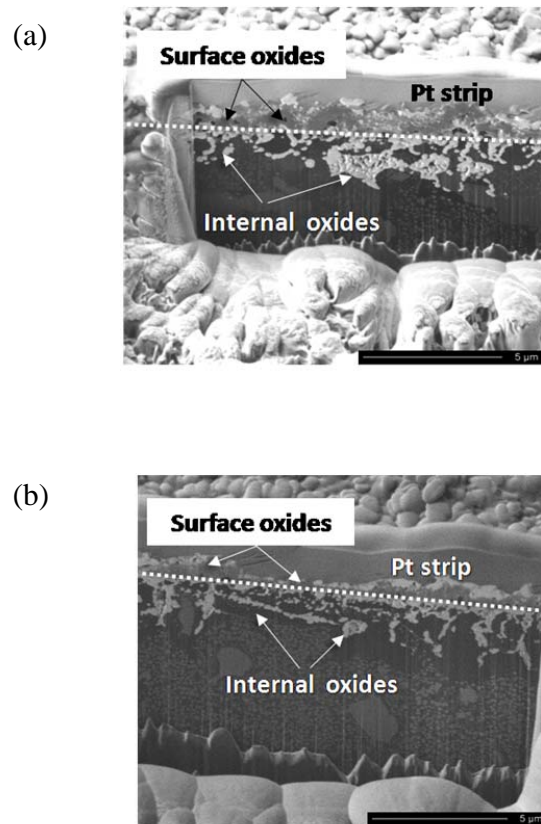 (a)
Surface oxides
Pt strip
Internal oxides
5 µm
(b)
Surface oxides
Pt strip
Internal oxides
5 µm